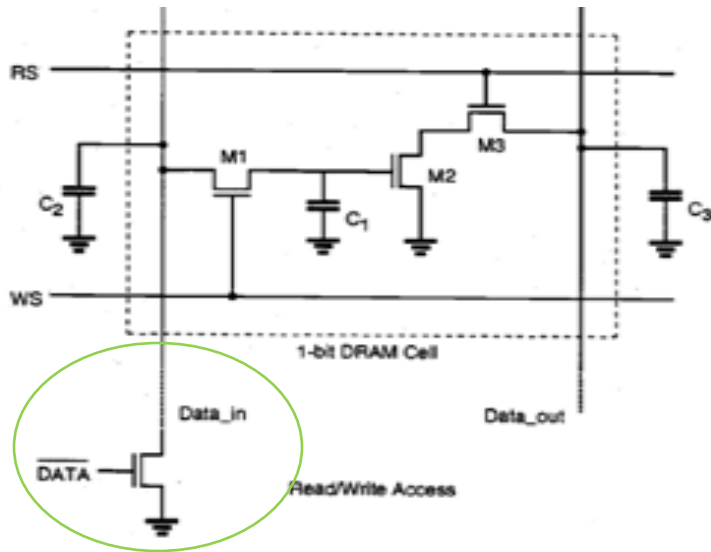 RS
M3
M1
M2
C2
C1
C3
WS
1-bit DRAM Cell
Data_in
Data_out
DATA
Read/Write Access